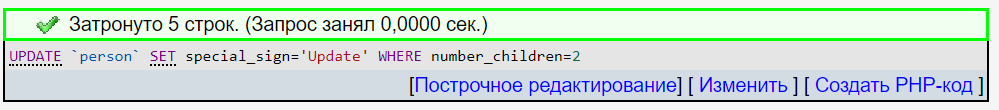 Затронуто 5 строк. (Запрос занял 0,0000 сек.)
UPDATE `person` SET special_sign='Update' WHERE number_children=2
[Построчное редактирование] [ Изменить ] [ Создать PHP-код ]